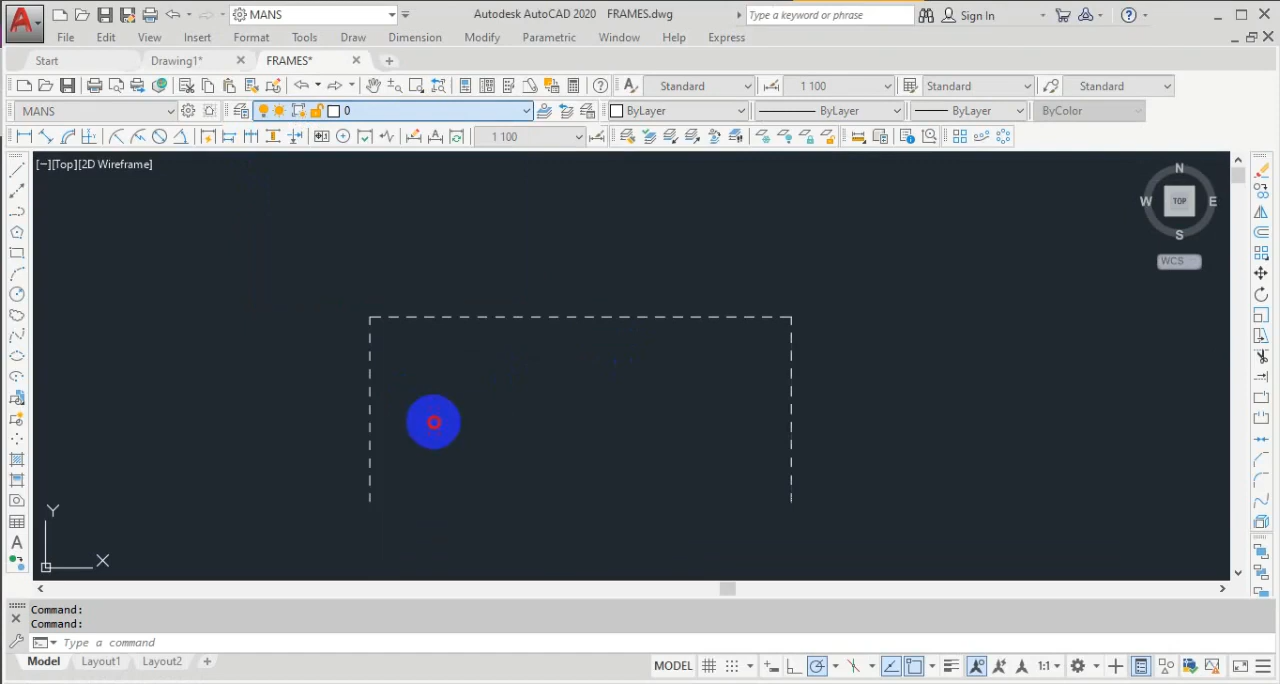 MANS
Autodesk AutoCAD 2020 FRAMES.dwg
Type a keyword or phrase
Sign In
File Edit View Insert Format Tools Draw Dimension Modify Parametric Window Help Express
Start Drawing1* FRAMES*
Standard 1 100 Standard Standard
MANS 0 ByLayer ByLayer ByLayer ByColor
1 100
[−][Top][2D Wireframe]
N
W TOP E
S
WCS
Y
X
Command:
Command:
Type a command
Model Layout1 Layout2 + MODEL 1:1